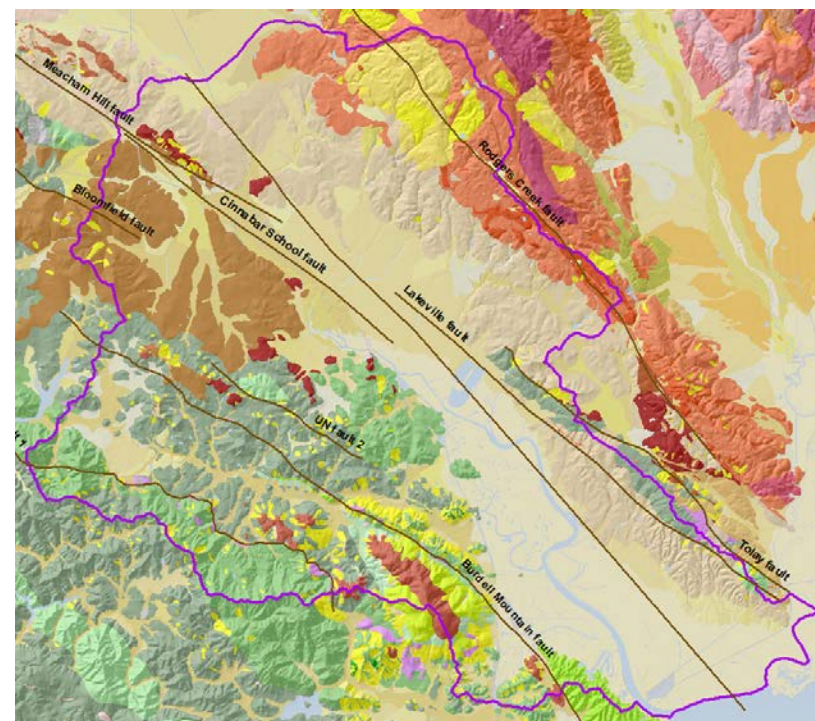 Meacham Hill fault
Rodgers Creek fault
Bloomfield fault
Cinnabar School fault
Lakeville fault
UN fault 2
Burdell Mountain fault
Tolay fault